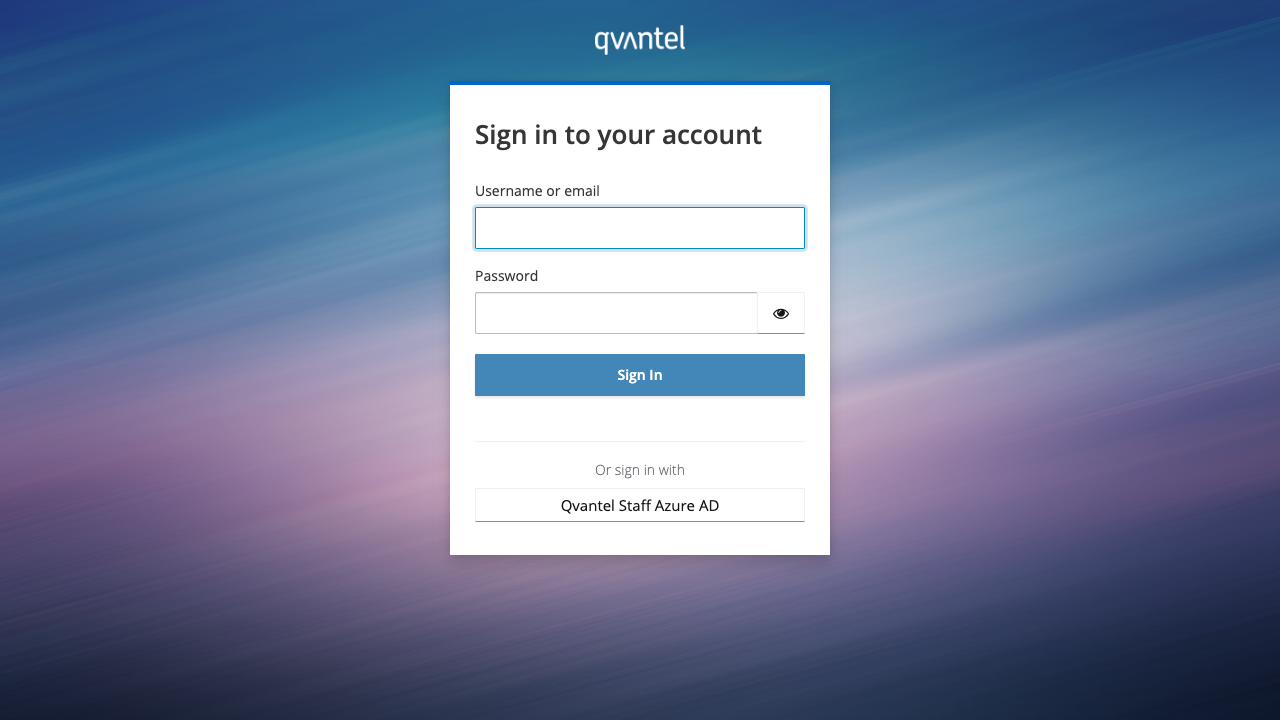 qvantel
Sign in to your account
Username or email
Password
Sign In
Or sign in with
Qvantel Staff Azure AD